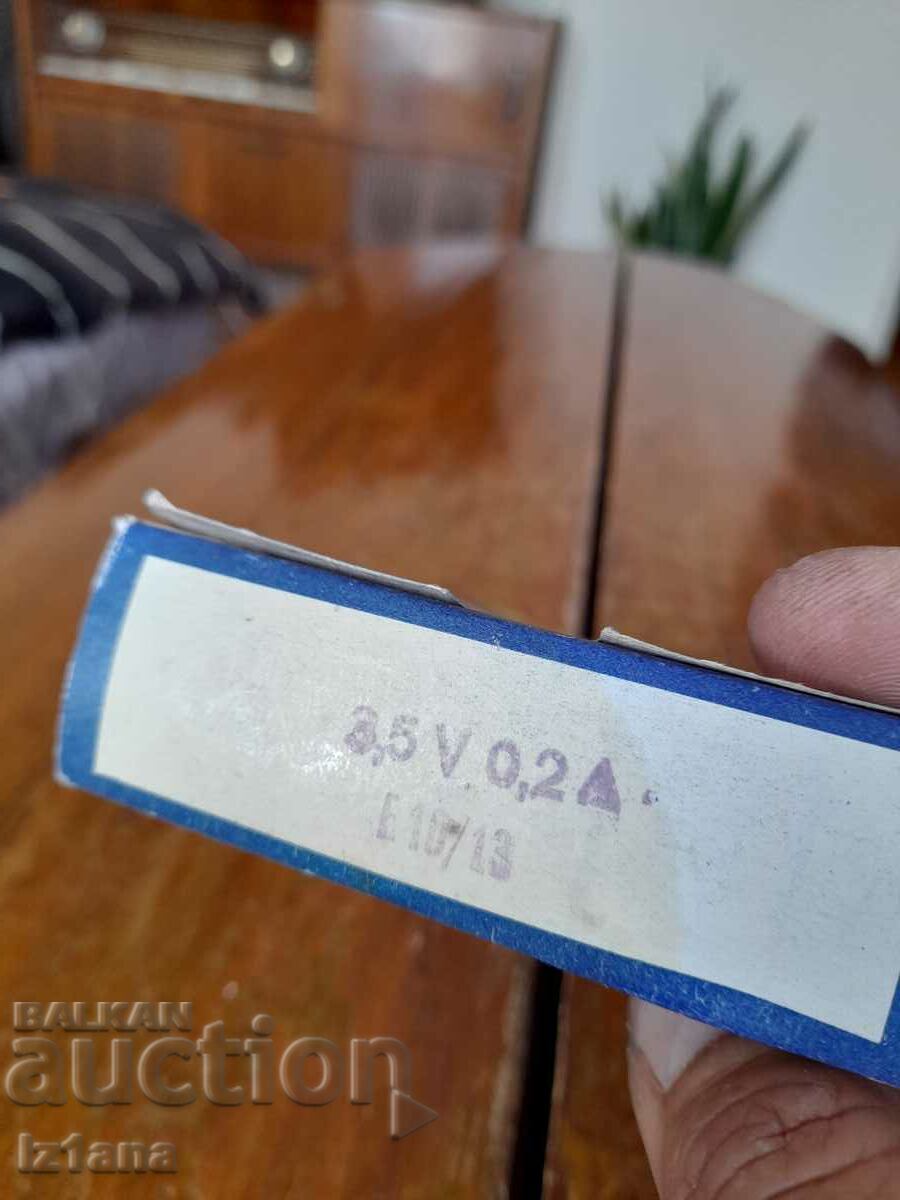 3,5 V 0,2 A.
E 10/13
BALKAN
auction
Iz1ana